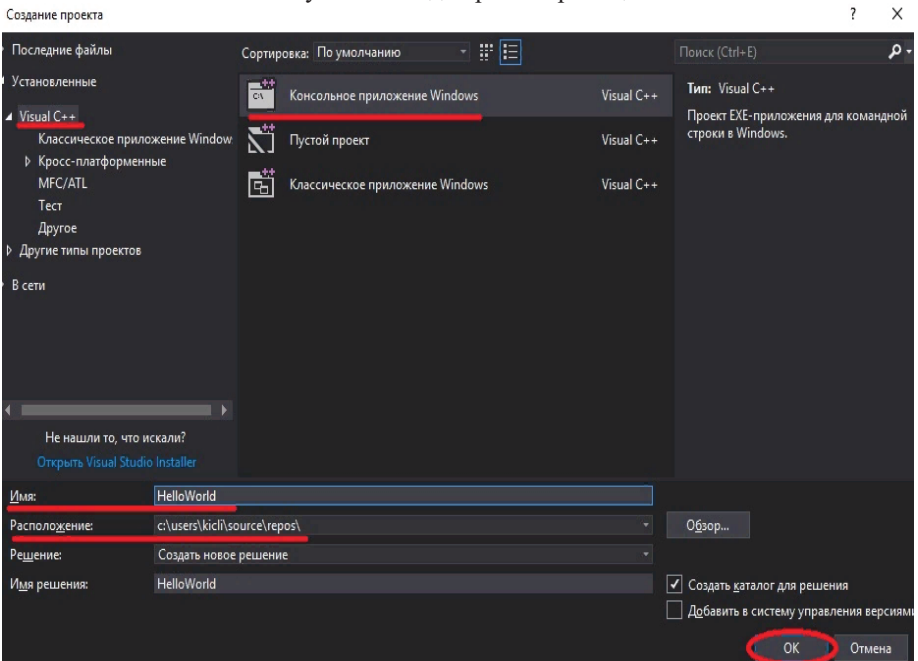 Создание проекта ? X
Последние файлы
Установленные
Visual C++
Классическое приложение Window
Кросс-платформенные
MFC/ATL
Тест
Другое
Другие типы проектов
В сети
Не нашли то, что искали?
Открыть Visual Studio Installer
Сортировка: По умолчанию
Консольное приложение Windows Visual C++
Пустой проект Visual C++
Классическое приложение Windows Visual C++
Поиск (Ctrl+E)
Тип: Visual C++
Проект EXE-приложения для командной
строки в Windows.
Имя: HelloWorld
Расположение: c:\users\kicli\source\repos\ Обзор...
Решение: Создать новое решение
Имя решения: HelloWorld
Создать каталог для решения
Добавить в систему управления версиями
ОК Отмена